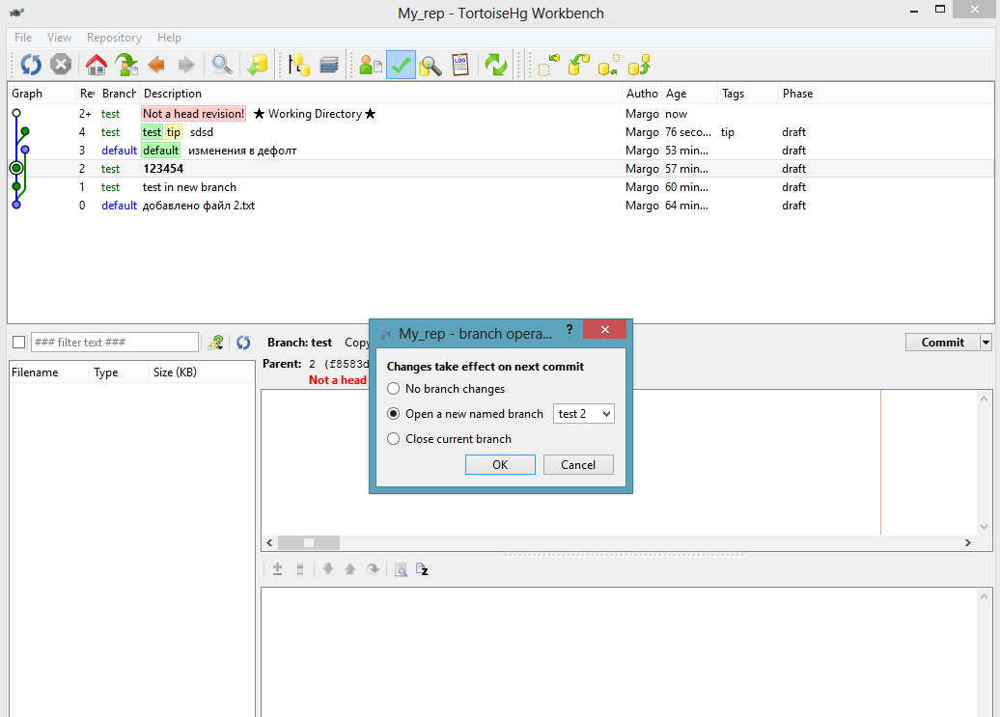 My_rep - TortoiseHg Workbench
File View Repository Help
LOG
Graph Rev Branch Description Autho Age Tags Phase
2+ test Not a head revision! ★ Working Directory ★ Margo now
4 test test tip sdsd Margo 76 seco... tip draft
3 default default изменения в дефолт Margo 53 min... draft
2 test 123454 Margo 57 min... draft
1 test test in new branch Margo 60 min... draft
0 default добавлено файл 2.txt Margo 64 min... draft
### filter text ###
Branch: test Copy
Commit
Filename Type Size (KB)
Parent: 2 (f8583d
Not a head
My_rep - branch opera... ?
Changes take effect on next commit
No branch changes
Open a new named branch test 2
Close current branch
OK Cancel
z